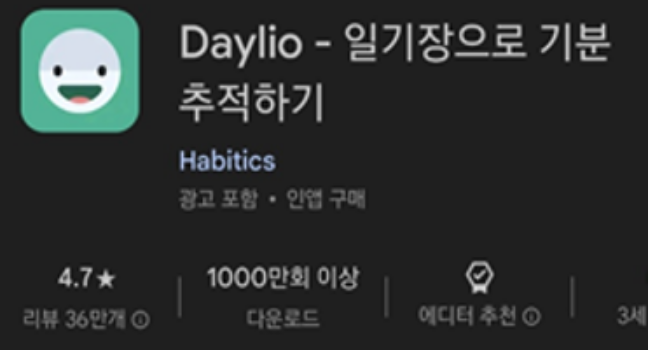 Daylio - 일기장으로 기분
추적하기
Habitics
광고 포함 • 인앱 구매
4.7★ 1000만회 이상
리뷰 36만개 다운로드 에디터 추천 3세